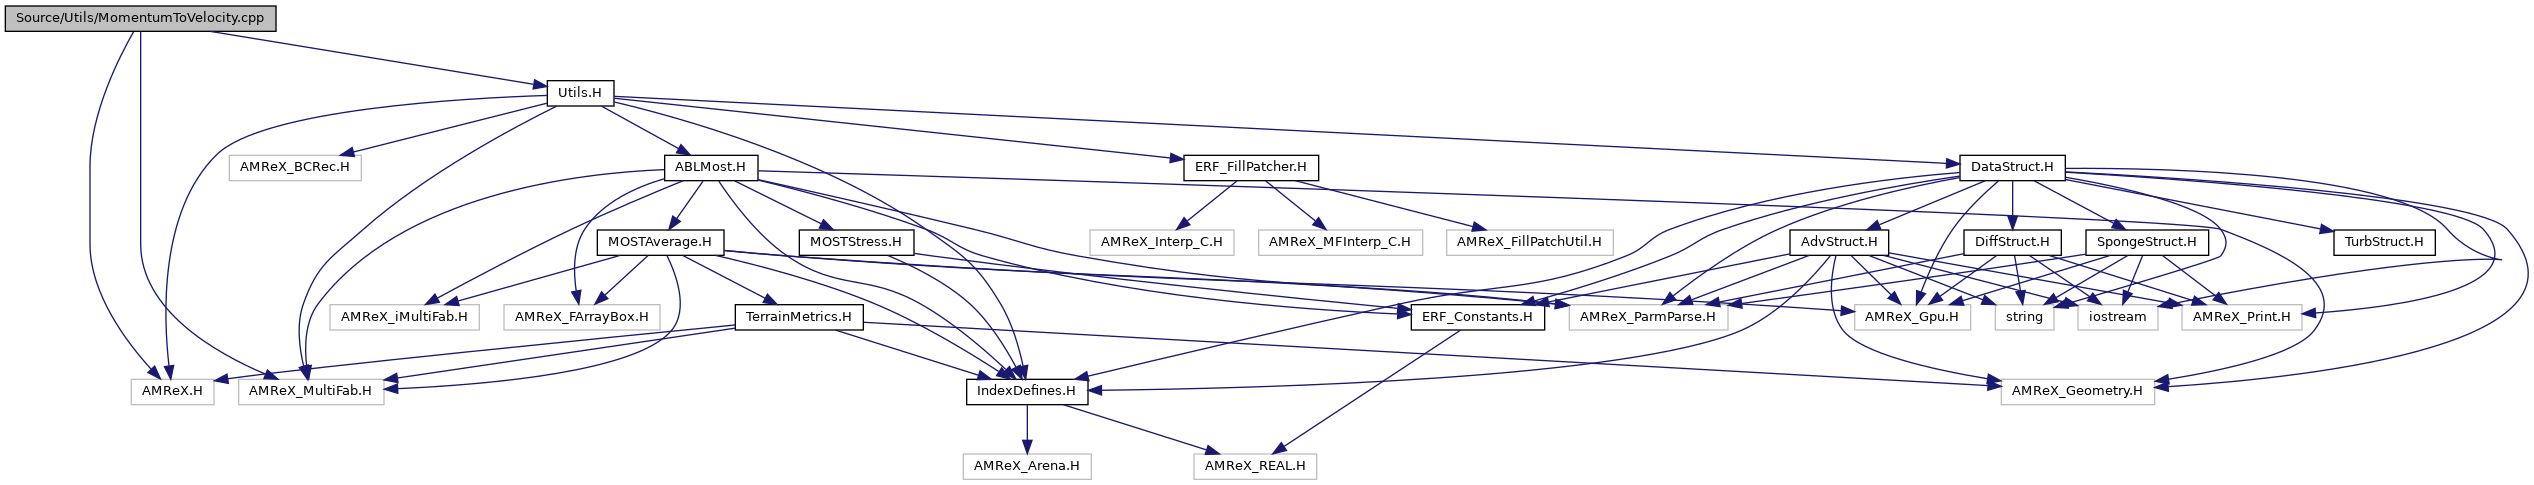 Source/Utils/MomentumToVelocity.cpp
Utils.H
AMReX_BCRec.H
ABLMost.H
ERF_FillPatcher.H
DataStruct.H
MOSTAverage.H
MOSTStress.H
AMReX_Interp_C.H
AMReX_MFInterp_C.H
AMReX_FillPatchUtil.H
AdvStruct.H
DiffStruct.H
SpongeStruct.H
TurbStruct.H
AMReX_iMultiFab.H
AMReX_FArrayBox.H
TerrainMetrics.H
ERF_Constants.H
AMReX_ParmParse.H
AMReX_Gpu.H
string
iostream
AMReX_Print.H
AMReX.H
AMReX_MultiFab.H
IndexDefines.H
AMReX_Geometry.H
AMReX_Arena.H
AMReX_REAL.H